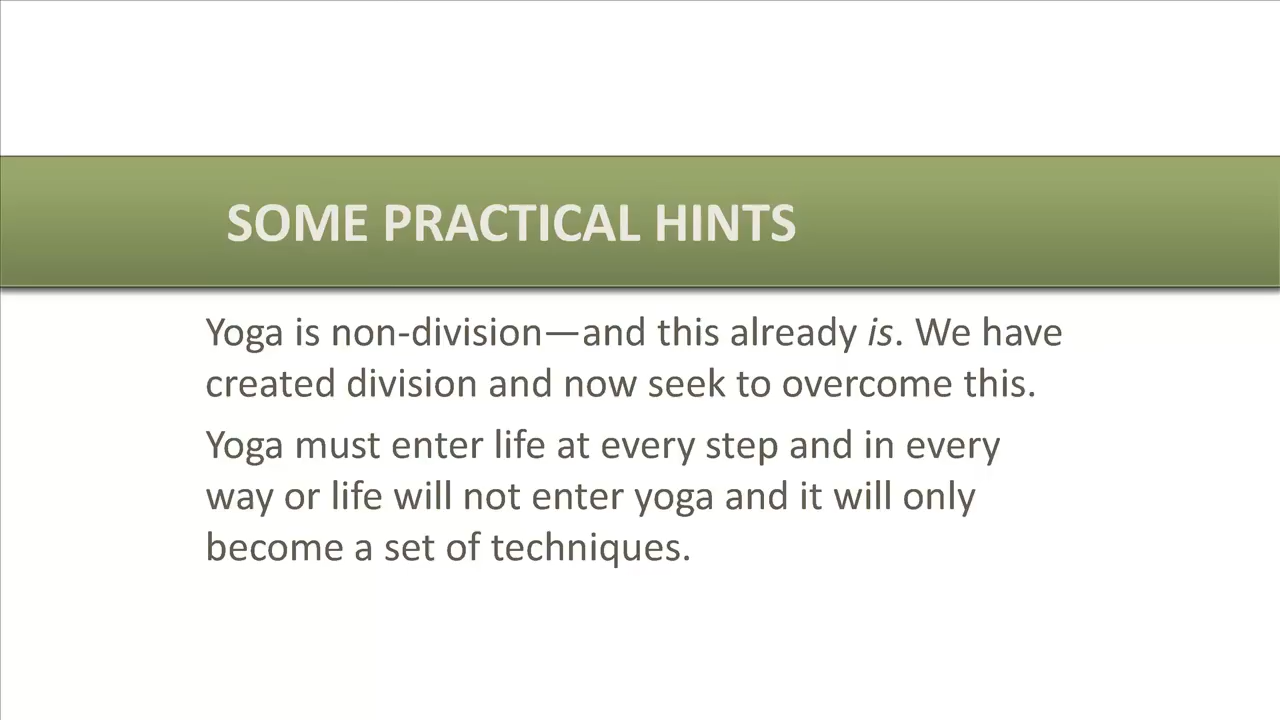 SOME PRACTICAL HINTS
Yoga is non-division—and this already is. We have
created division and now seek to overcome this.
Yoga must enter life at every step and in every
way or life will not enter yoga and it will only
become a set of techniques.